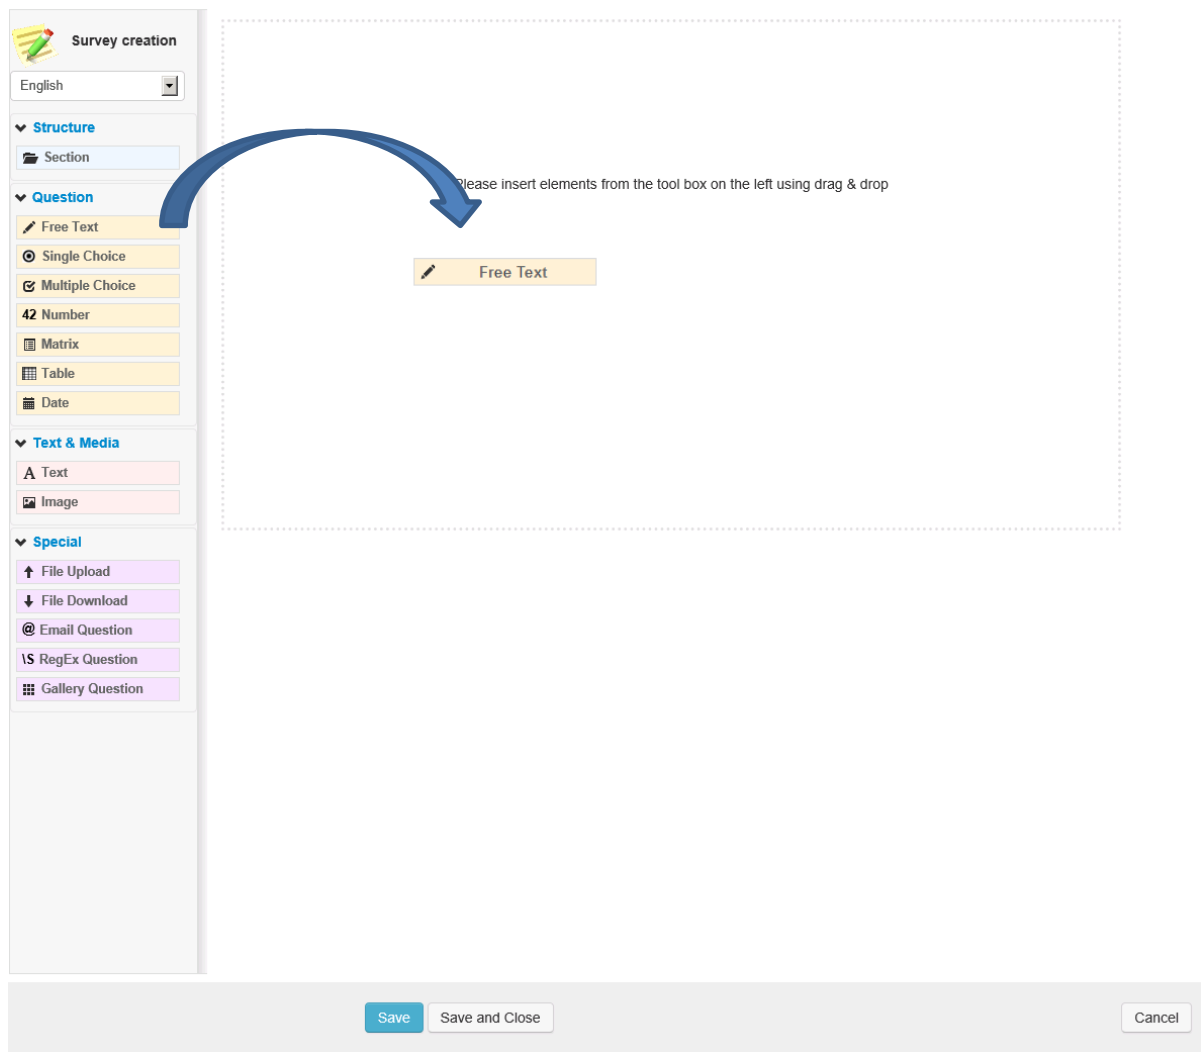 Survey creation
English
Structure
Section
Question
Free Text
Single Choice
Multiple Choice
42 Number
Matrix
Table
Date
Text & Media
A Text
Image
Special
File Upload
File Download
@ Email Question
\S RegEx Question
Gallery Question
Please insert elements from the tool box on the left using drag & drop
Free Text
Save
Save and Close
Cancel